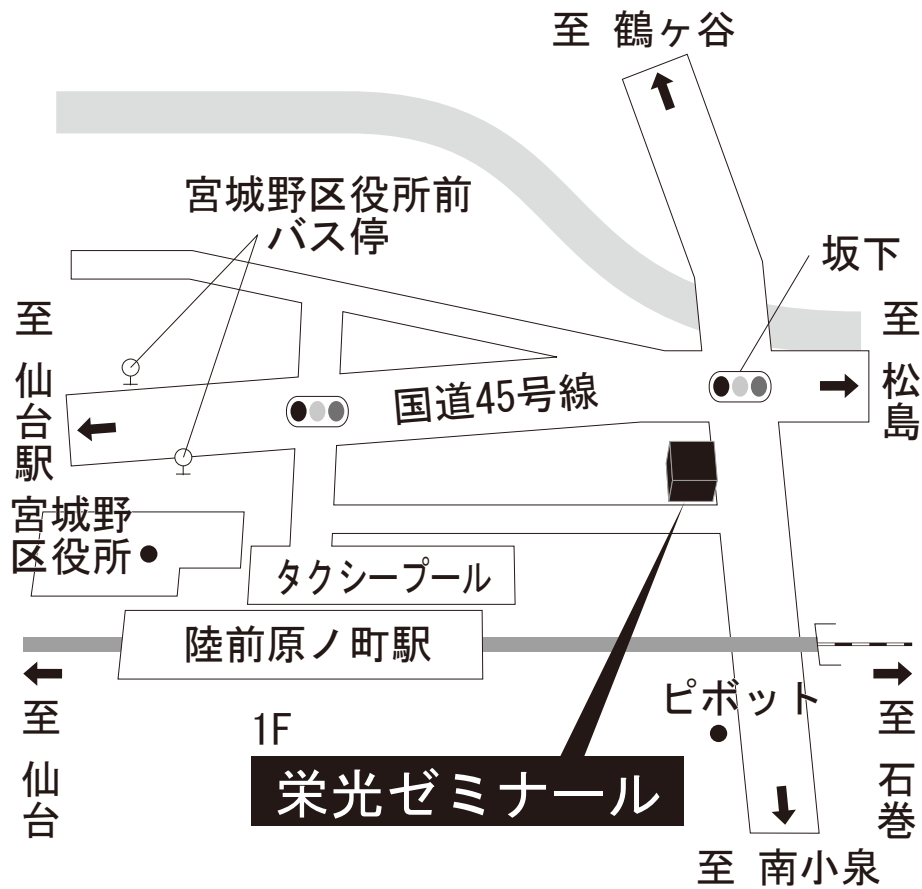 至 鶴ヶ谷
宮城野区役所前
バス停
坂下
至 仙台駅
国道45号線
至 松島
宮城野
区役所
タクシープール
陸前原ノ町駅
ピボット
至 仙台
1F
栄光ゼミナール
至 石巻
至 南小泉